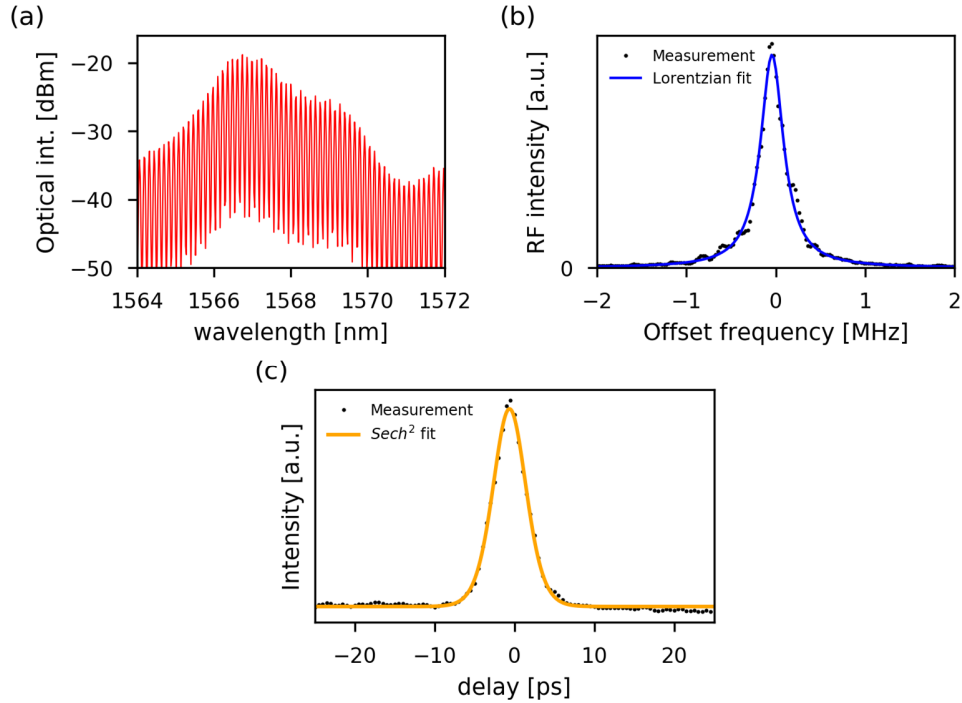 (a)
Optical int. [dBm]
−20
−30
−40
−50
1564 1566 1568 1570 1572
wavelength [nm]
(b)
RF intensity [a.u.]
Measurement
Lorentzian fit
0
−2 −1 0 1 2
Offset frequency [MHz]
(c)
Intensity [a.u.]
Measurement
Sech² fit
−20 −10 0 10 20
delay [ps]